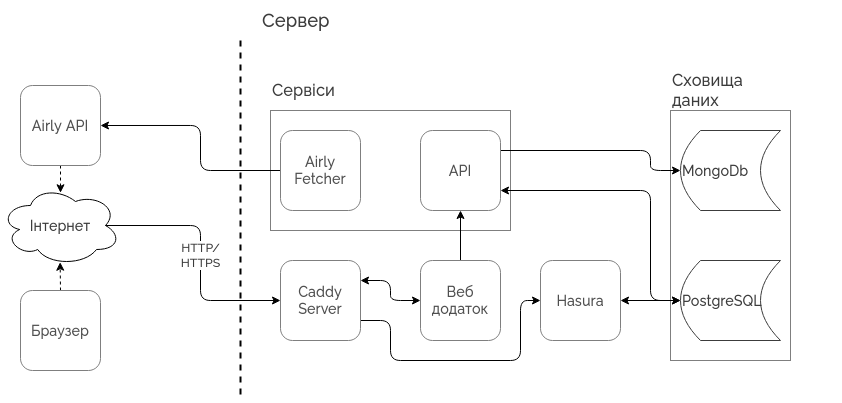 Сервер
Сховища
даних
Сервіси
Airly API
Airly
Fetcher
АПІ
MongoDb
Інтернет
HTTP/
HTTPS
Браузер
Caddy
Server
Веб
додаток
Hasura
PostgreSQL